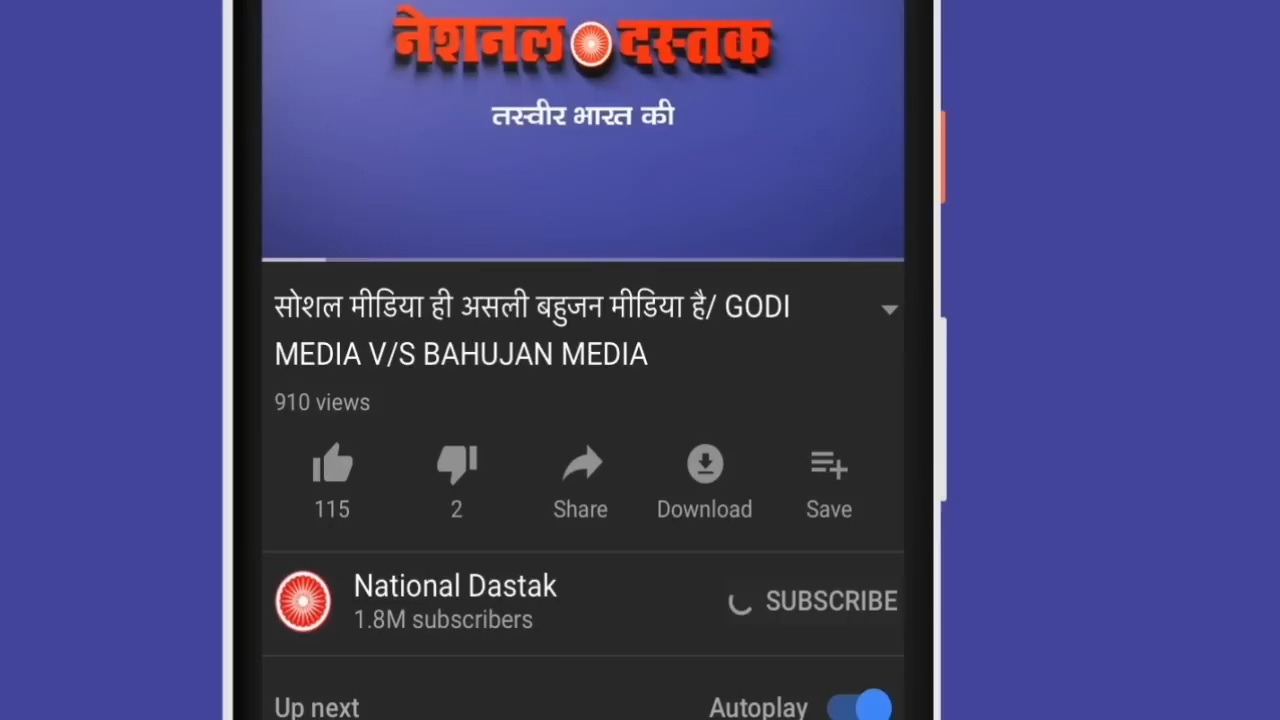 नेशनल दस्तक
तस्वीर भारत की
सोशल मीडिया ही असली बहुजन मीडिया है/ GODI
MEDIA V/S BAHUJAN MEDIA
910 views
115
2
Share
Download
Save
National Dastak
1.8M subscribers
SUBSCRIBE
Up next
Autoplay